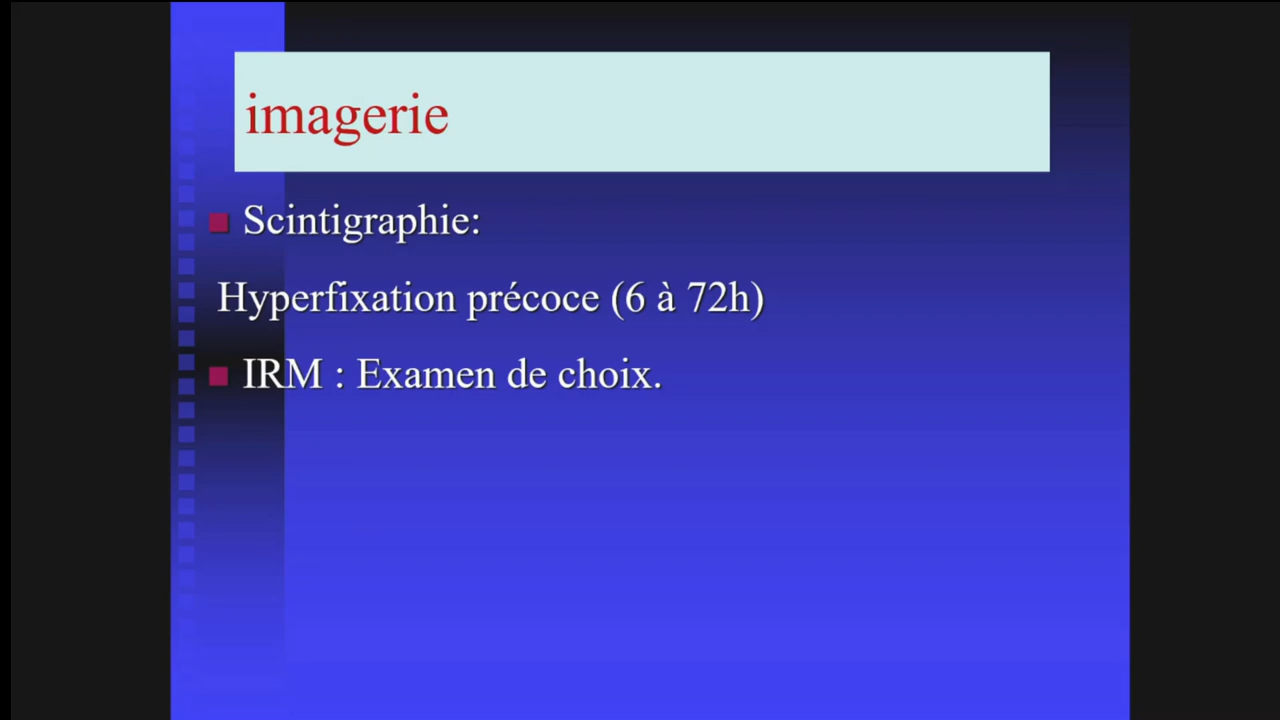 imagerie
Scintigraphie:
Hyperfixation précoce (6 à 72h)
IRM : Examen de choix.